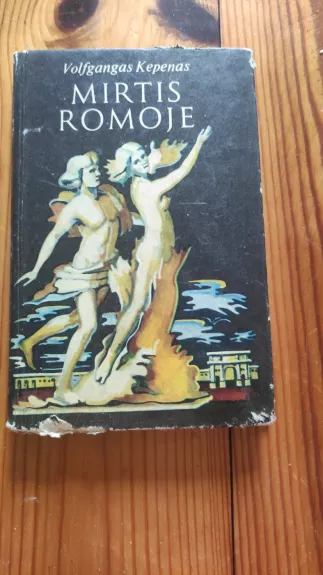 Volfgangas Kepenas
MIRTIS
ROMOJE